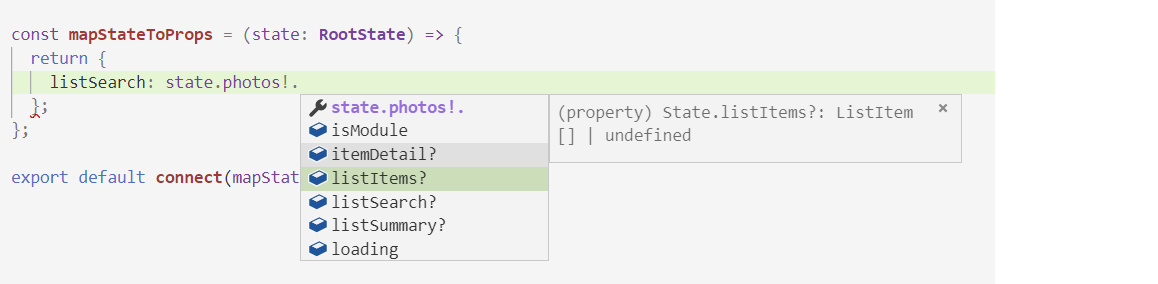 const mapStateToProps = (state: RootState) => {
return {
listSearch: state.photos!.
};
};
export default connect(mapStat
state.photos!.
isModule
itemDetail?
listItems?
listSearch?
listSummary?
loading
(property) State.listItems?: ListItem
[] | undefined
×